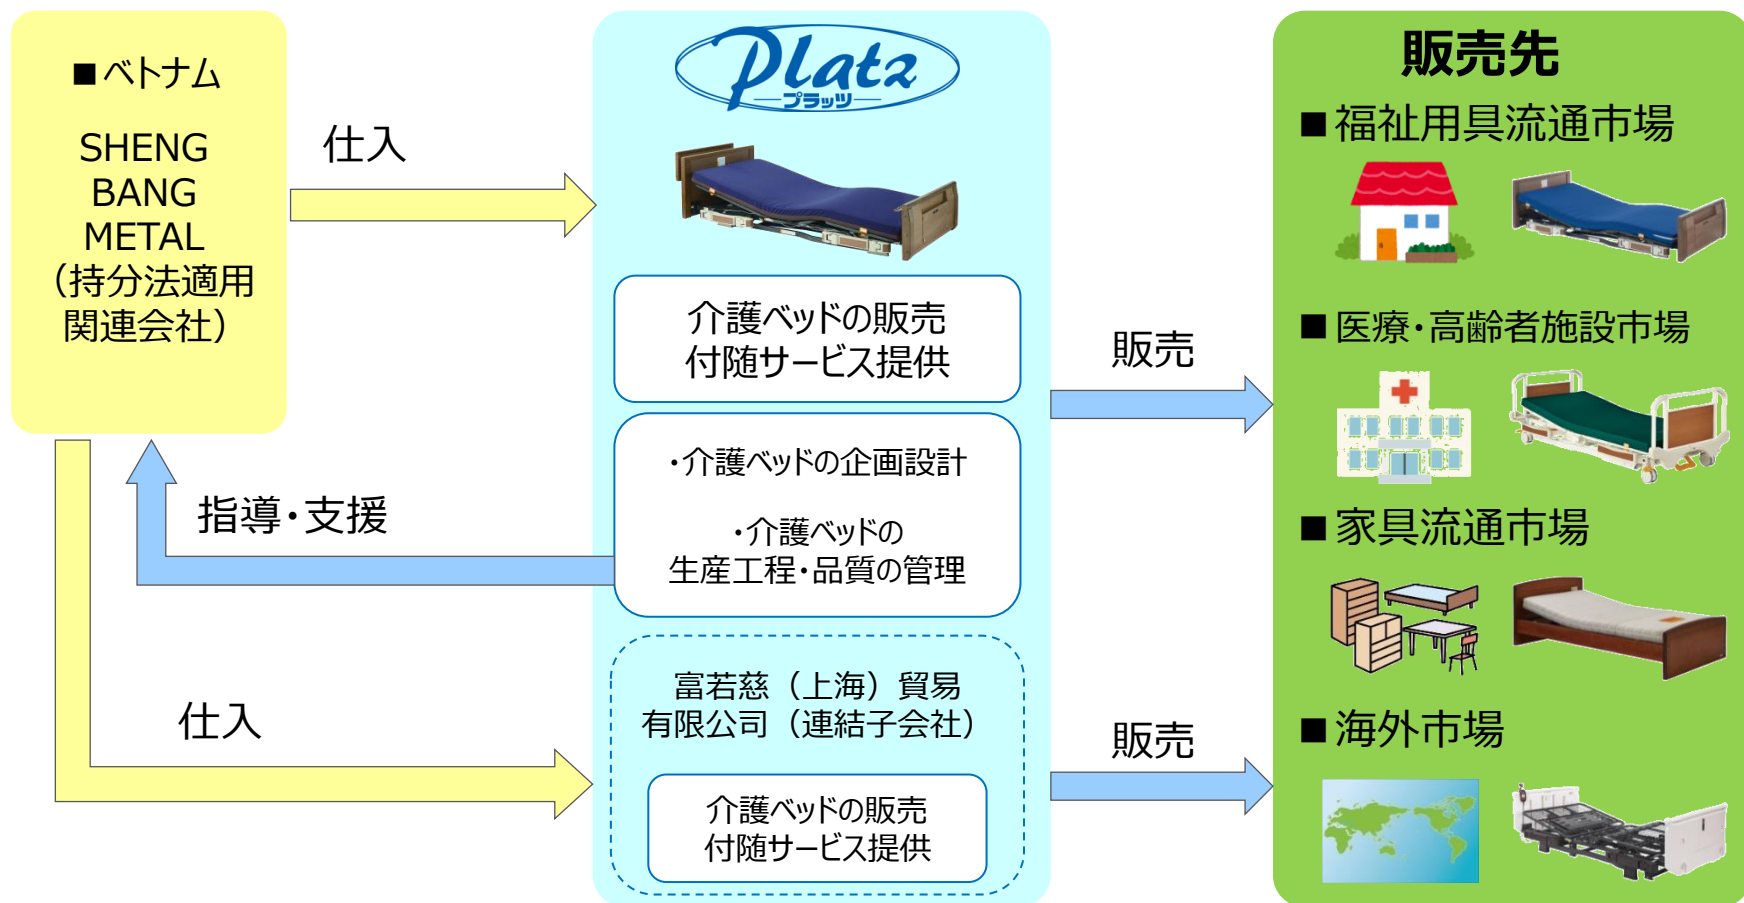 ■ベトナム
SHENG
BANG
METAL
（持分法適用
関連会社）
仕入
指導・支援
仕入
Platz
プラッツ
介護ベッドの販売
付随サービス提供
・介護ベッドの企画設計
・介護ベッドの
生産工程・品質の管理
富若慈（上海）貿易
有限公司（連結子会社）
介護ベッドの販売
付随サービス提供
販売
販売
販売先
■福祉用具流通市場
■医療・高齢者施設市場
■家具流通市場
■海外市場